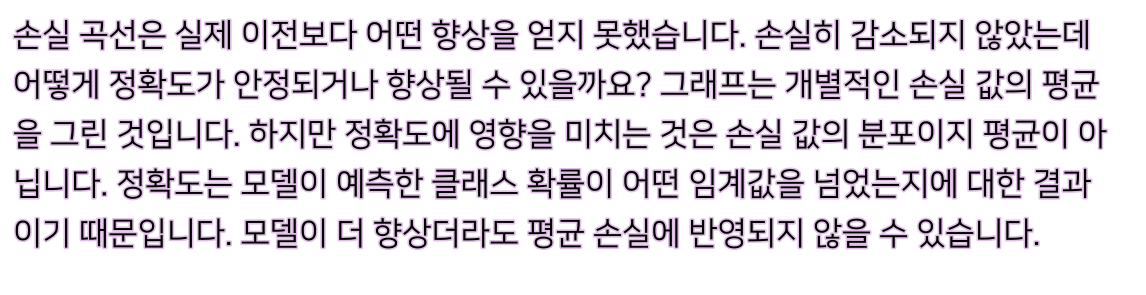 손실 곡선은 실제 이전보다 어떤 향상을 얻지 못했습니다. 손실히 감소되지 않았는데
어떻게 정확도가 안정되거나 향상될 수 있을까요? 그래프는 개별적인 손실 값의 평균
을 그린 것입니다. 하지만 정확도에 영향을 미치는 것은 손실 값의 분포이지 평균이 아
닙니다. 정확도는 모델이 예측한 클래스 확률이 어떤 임계값을 넘었는지에 대한 결과
이기 때문입니다. 모델이 더 향상더라도 평균 손실에 반영되지 않을 수 있습니다.